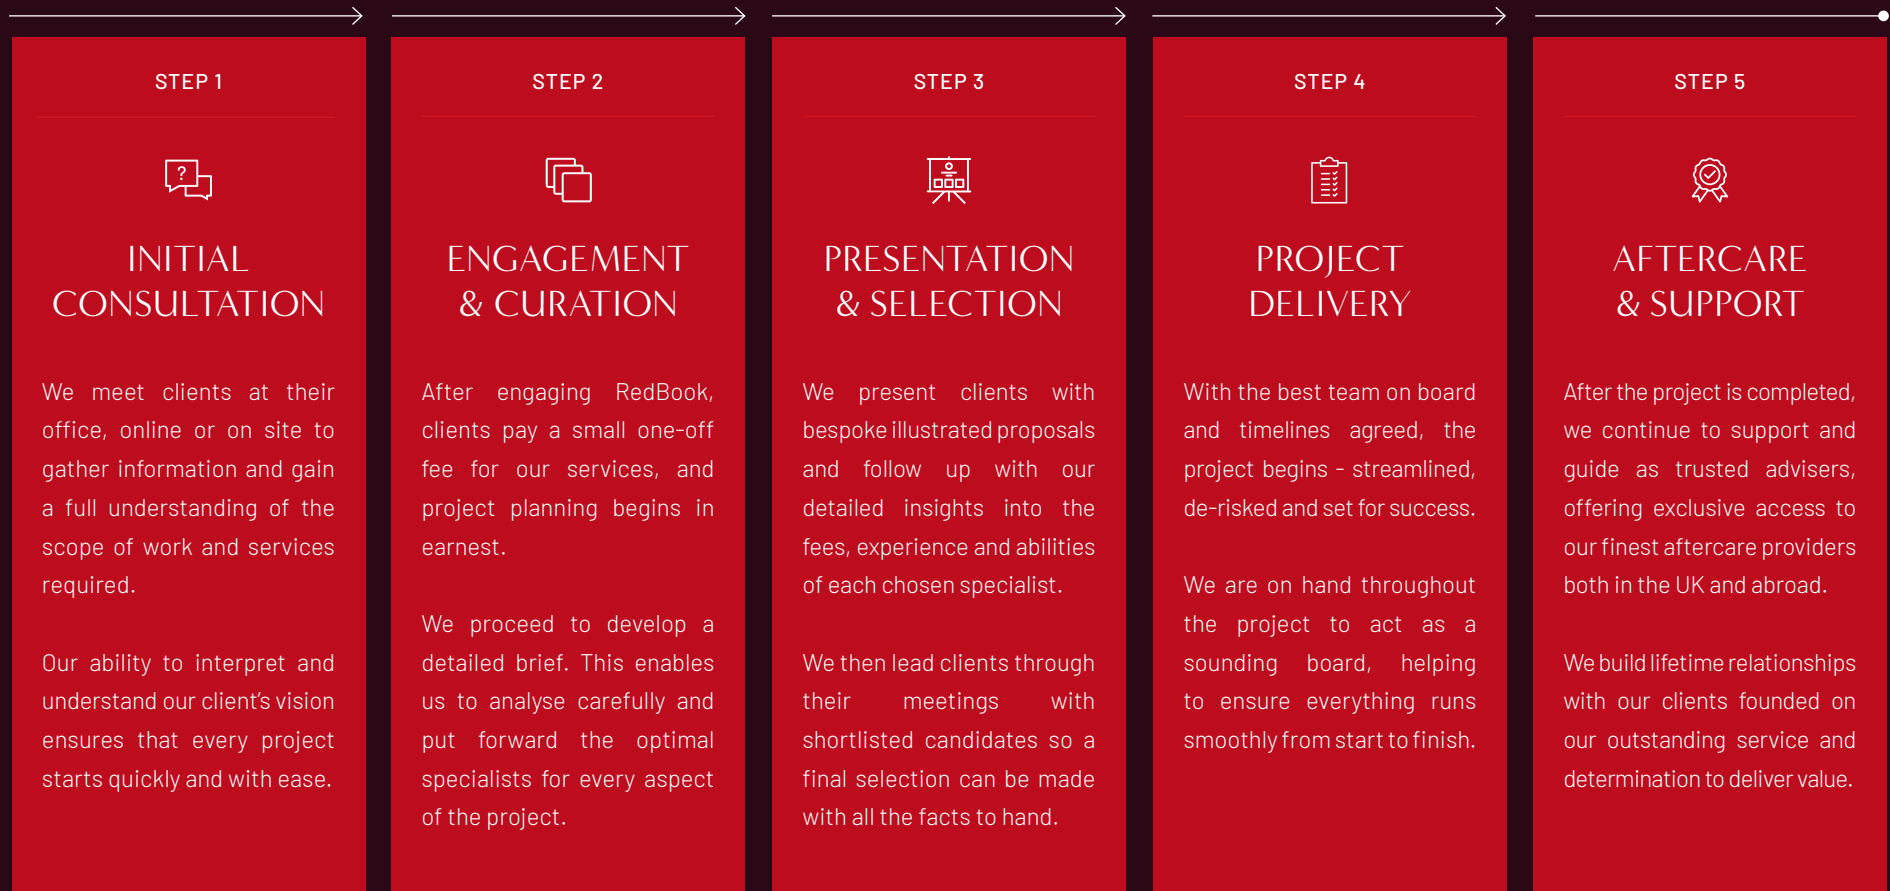 STEP 1
?
INITIAL
CONSULTATION
We meet clients at their
office, online or on site to
gather information and gain
a full understanding of the
scope of work and services
required.
Our ability to interpret and
understand our client’s vision
ensures that every project
starts quickly and with ease.
STEP 2
ENGAGEMENT
& CURATION
After engaging RedBook,
clients pay a small one-off
fee for our services, and
project planning begins in
earnest.
We proceed to develop a
detailed brief. This enables
us to analyse carefully and
put forward the optimal
specialists for every aspect
of the project.
STEP 3
PRESENTATION
& SELECTION
We present clients with
bespoke illustrated proposals
and follow up with our
detailed insights into the
fees, experience and abilities
of each chosen specialist.
We then lead clients through
their meetings with
shortlisted candidates so a
final selection can be made
with all the facts to hand.
STEP 4
PROJECT
DELIVERY
With the best team on board
and timelines agreed, the
project begins - streamlined,
de-risked and set for success.
We are on hand throughout
the project to act as a
sounding board, helping
to ensure everything runs
smoothly from start to finish.
STEP 5
AFTERCARE
& SUPPORT
After the project is completed,
we continue to support and
guide as trusted advisers,
offering exclusive access to
our finest aftercare providers
both in the UK and abroad.
We build lifetime relationships
with our clients founded on
our outstanding service and
determination to deliver value.